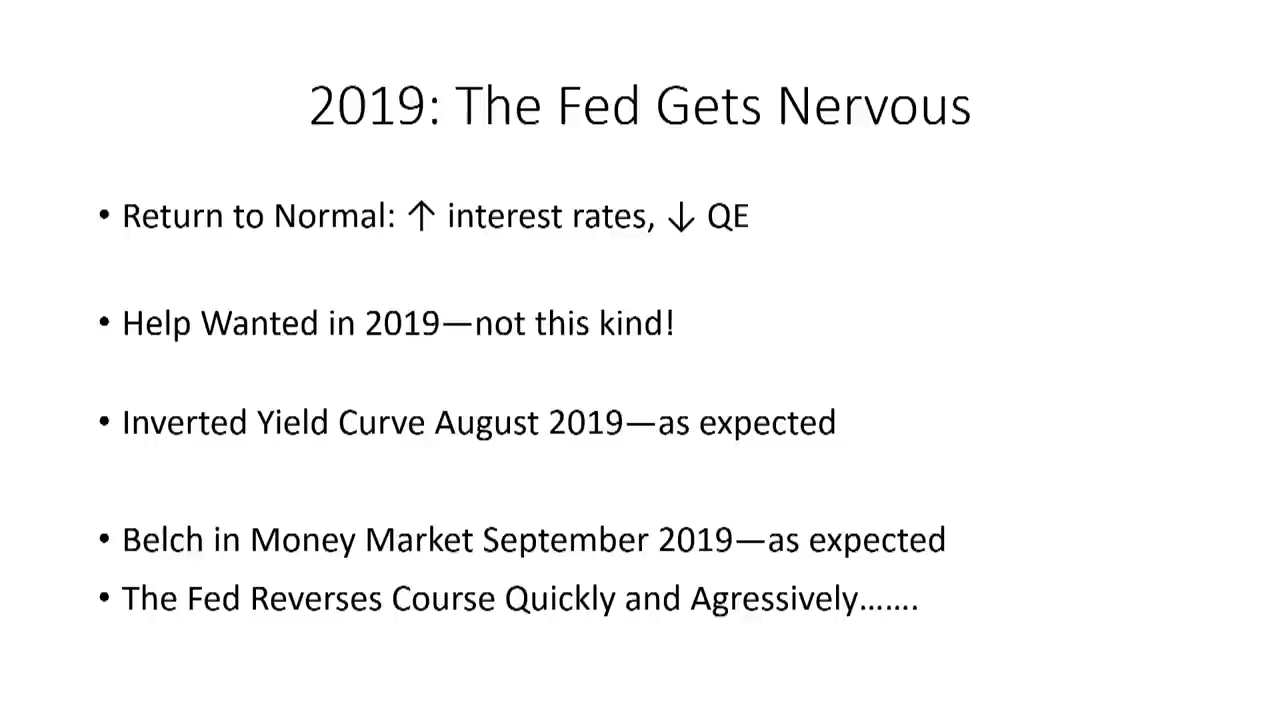 2019: The Fed Gets Nervous
• Return to Normal: ↑ interest rates, ↓ QE
• Help Wanted in 2019—not this kind!
• Inverted Yield Curve August 2019—as expected
• Belch in Money Market September 2019—as expected
• The Fed Reverses Course Quickly and Agressively…….